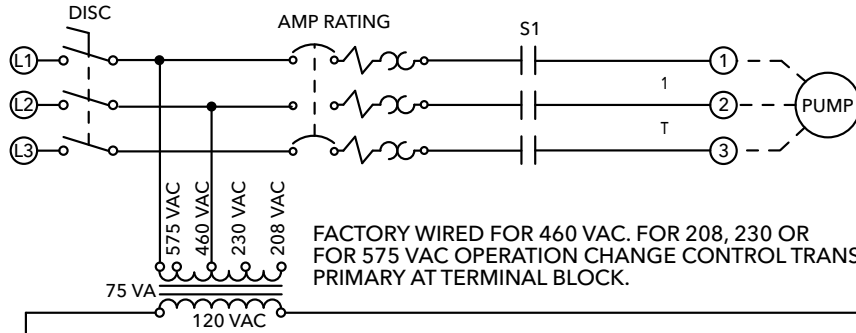 DISC
AMP RATING
S1
L1
1
L2
1
2
PUMP
L3
T
3
575 VAC
460 VAC
230 VAC
208 VAC
FACTORY WIRED FOR 460 VAC. FOR 208, 230 OR
FOR 575 VAC OPERATION CHANGE CONTROL TRANS
PRIMARY AT TERMINAL BLOCK.
75 VA
120 VAC